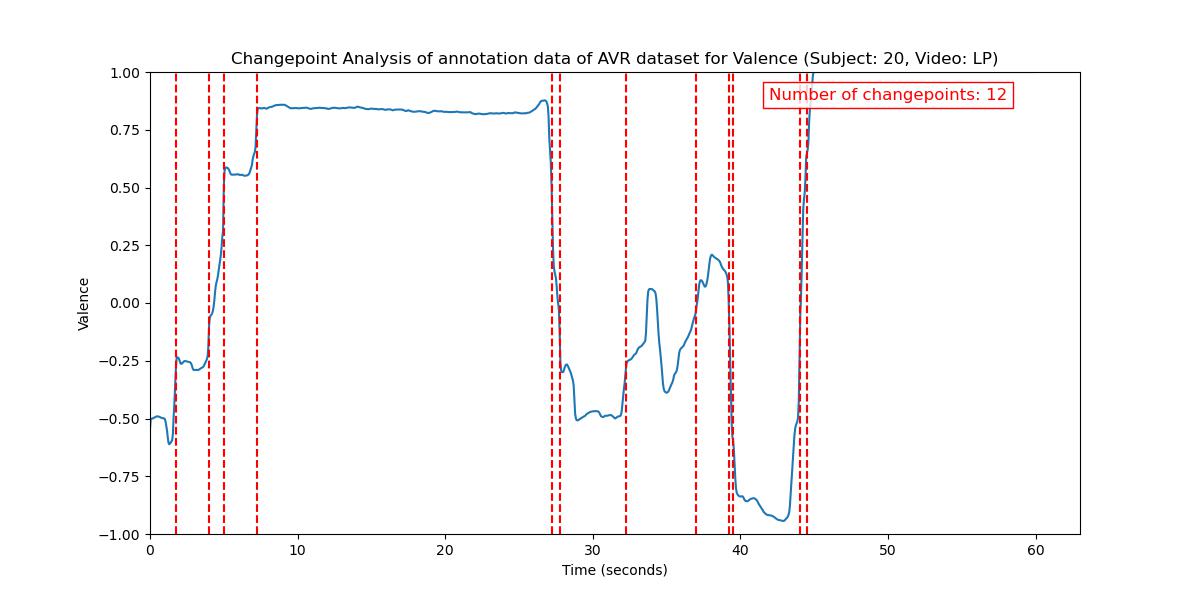 Changepoint Analysis of annotation data of AVR dataset for Valence (Subject: 20, Video: LP)
Number of changepoints: 12
Valence
1.00
0.75
0.50
0.25
0.00
−0.25
−0.50
−0.75
−1.00
0 10 20 30 40 50 60
Time (seconds)